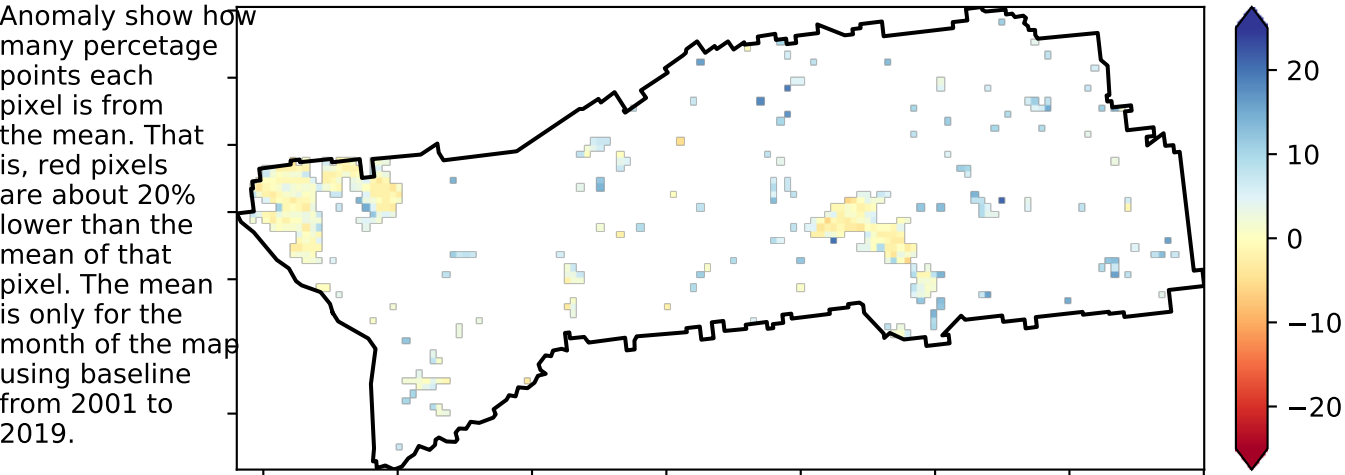 Anomaly show how
many percetage
points each
pixel is from
the mean. That
is, red pixels
are about 20%
lower than the
mean of that
pixel. The mean
is only for the
month of the map
using baseline
from 2001 to
2019.
20
10
0
−10
−20